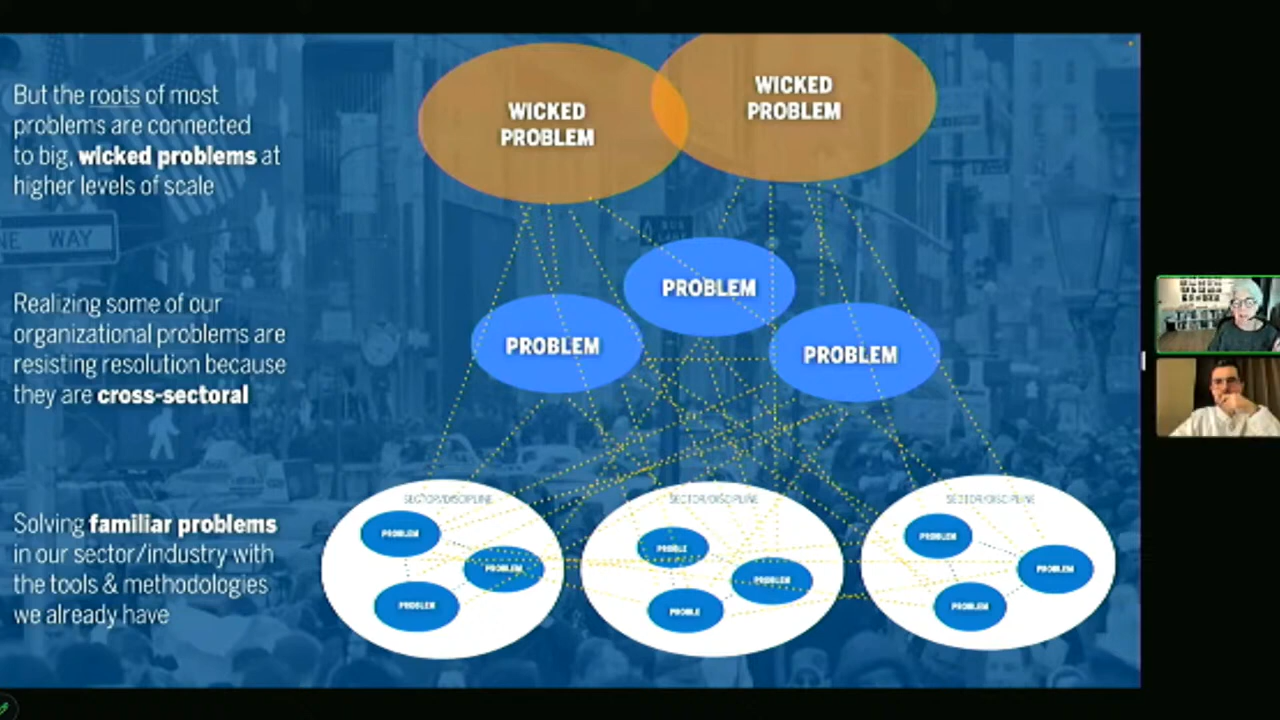 But the roots of most
problems are connected
to big, wicked problems at
higher levels of scale
WICKED
PROBLEM
WICKED
PROBLEM
NE WAY
Realizing some of our
organizational problems are
resisting resolution because
they are cross-sectoral
PROBLEM
PROBLEM
PROBLEM
Solving familiar problems
in our sector/industry with
the tools & methodologies
we already have
SECTOR/DISCIPLINE
PROBLEM
PROBLEM
PROBLEM
SECTOR/DISCIPLINE
PROBLE
PROBLEM
PROBLE
SECTOR/DISCIPLINE
PROBLEM
PROBLEM
PROBLEM